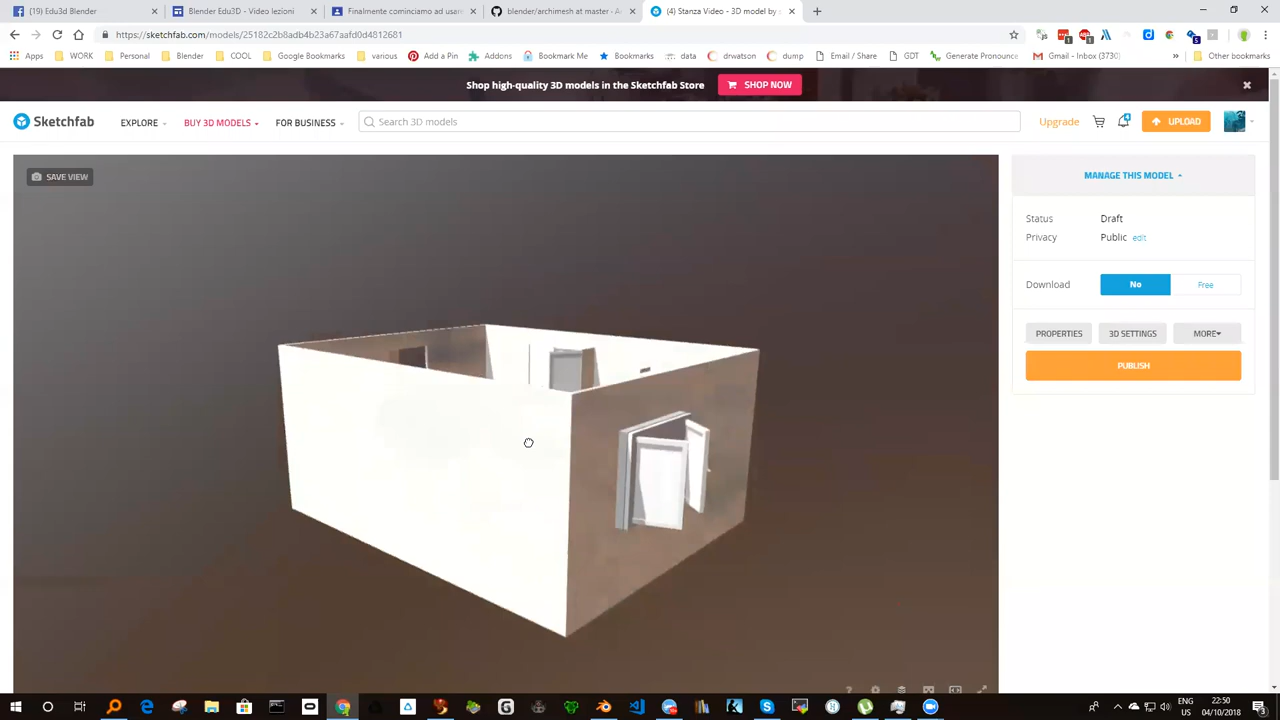 (19) Edu3d Blender
Blender Edu3D - Video lezioni
Finalmente cominciamo ad usam
blender/archimesh at master · A
(4) Stanza Video - 3D model by
https://sketchfab.com/models/25182c2b8adb4b23a67aafd0d4812681
Apps
WORK
Preach
Blender
COOL
Google Bookmarks
various
Add a Pin
Addons
Bookmark Me
Bookmarks
data
drwatson
dump
Email / Share
GDT
Generate Pronounce
Gmail - Inbox (3730)
»
Other bookmarks
Shop high-quality 3D models in the Sketchfab Store
SHOP NOW
Sketchfab
EXPLORE
BUY 3D MODELS
FOR BUSINESS
Search 3D models
Upgrade
UPLOAD
SAVE VIEW
MANAGE THIS MODEL
Status Draft
Privacy Public edit
Download No Free
PROPERTIES
3D SETTINGS
MORE
PUBLISH
ENG
US
22:50
04/10/2018